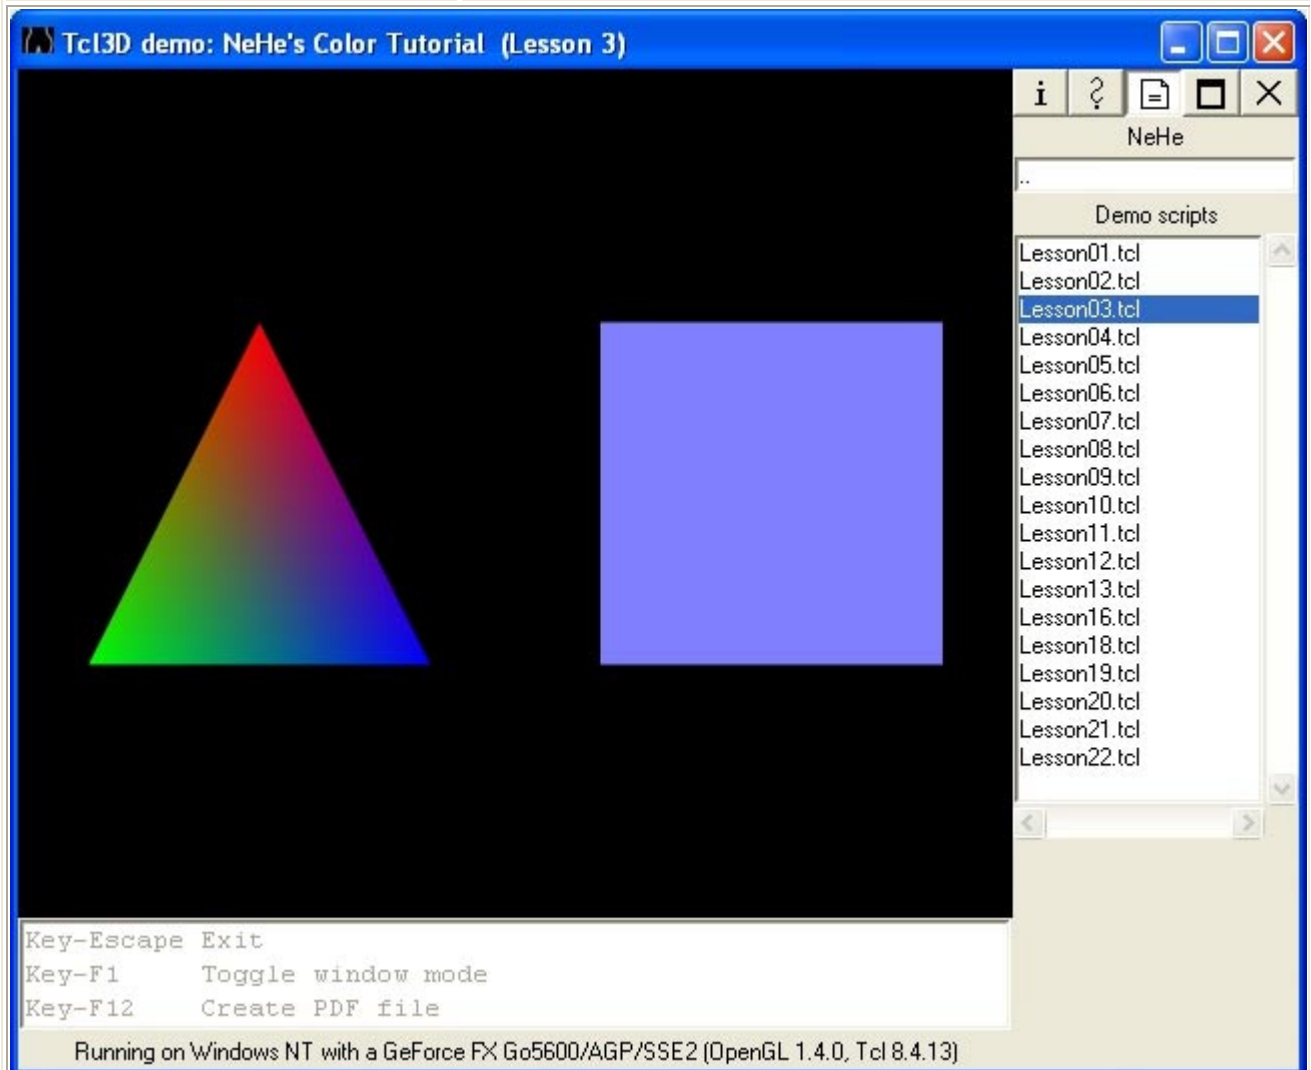 Tcl3D demo: NeHe's Color Tutorial (Lesson 3)
i ?
NeHe
..
Demo scripts
Lesson01.tcl
Lesson02.tcl
Lesson03.tcl
Lesson04.tcl
Lesson05.tcl
Lesson06.tcl
Lesson07.tcl
Lesson08.tcl
Lesson09.tcl
Lesson10.tcl
Lesson11.tcl
Lesson12.tcl
Lesson13.tcl
Lesson16.tcl
Lesson18.tcl
Lesson19.tcl
Lesson20.tcl
Lesson21.tcl
Lesson22.tcl
Key-Escape Exit
Key-F1 Toggle window mode
Key-F12 Create PDF file
Running on Windows NT with a GeForce FX Go5600/AGP/SSE2 (OpenGL 1.4.0, Tcl 8.4.13)